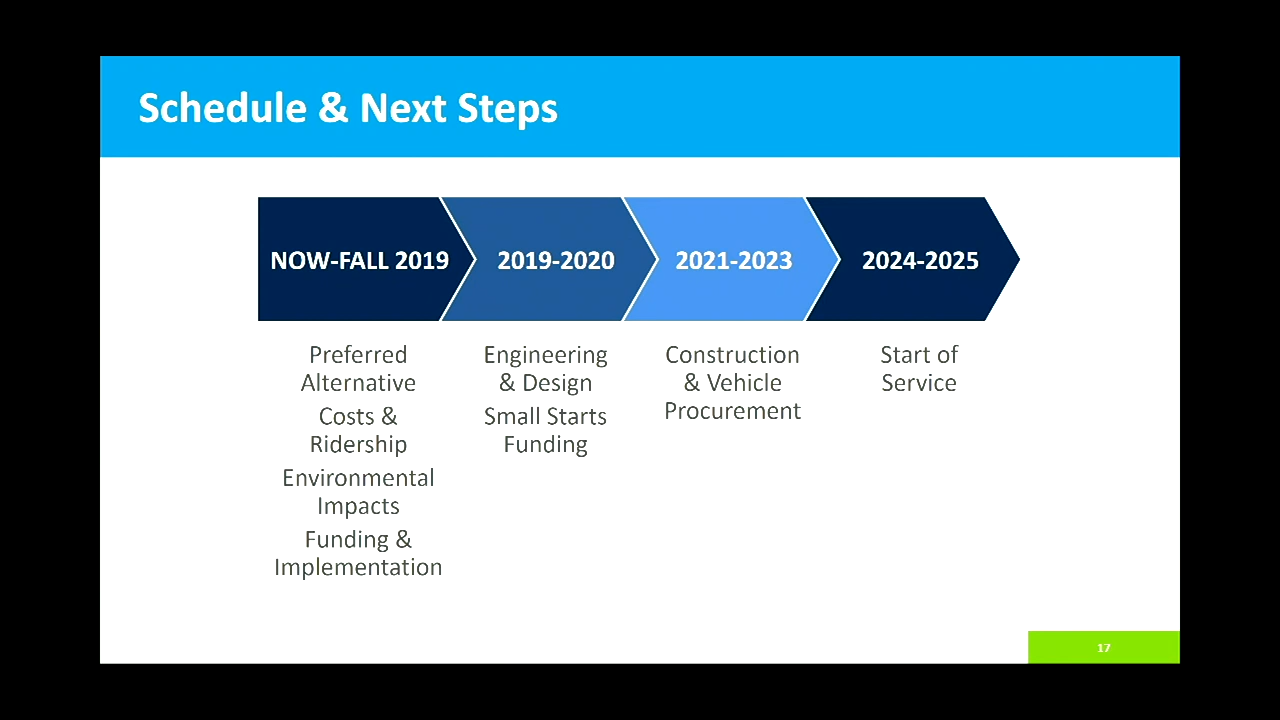 Schedule & Next Steps
NOW-FALL 2019
2019-2020
2021-2023
2024-2025
Preferred
Alternative
Costs &
Ridership
Environmental
Impacts
Funding &
Implementation
Engineering
& Design
Small Starts
Funding
Construction
& Vehicle
Procurement
Start of
Service
17